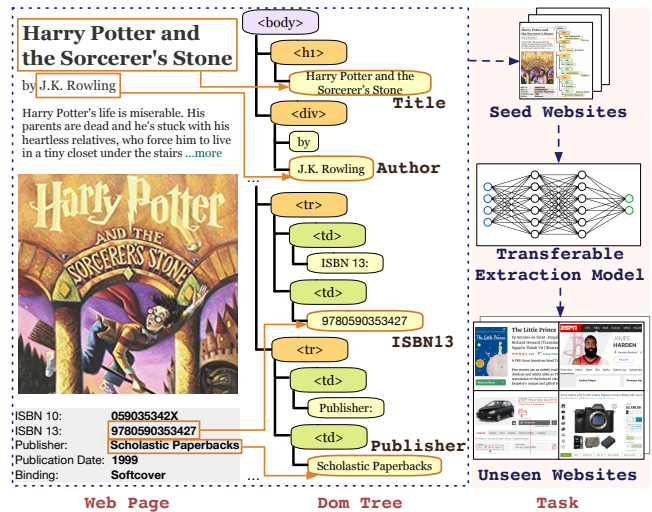 Harry Potter and
the Sorcerer's Stone
by J.K. Rowling
Harry Potter's life is miserable. His
parents are dead and he's stuck with his
heartless relatives, who force him to live
in a tiny closet under the stairs ...more
Harry Potter
AND THE
SORCERER'S STONE
ISBN 10: 059035342X
ISBN 13: 9780590353427
Publisher: Scholastic Paperbacks
Publication Date: 1999
Binding: Softcover
Web Page
<body>
<h1>
Harry Potter and the
Sorcerer's Stone
Title
<div>
by
J.K. Rowling
Author
...
<tr>
<td>
ISBN 13:
<td>
9780590353427
ISBN13
<tr>
<td>
Publisher:
<td>
Publisher
Scholastic Paperbacks
...
Dom Tree
Seed Websites
Transferable
Extraction Model
The Little Prince
ESPN
JAMES
HARDEN
Unseen Websites
Task